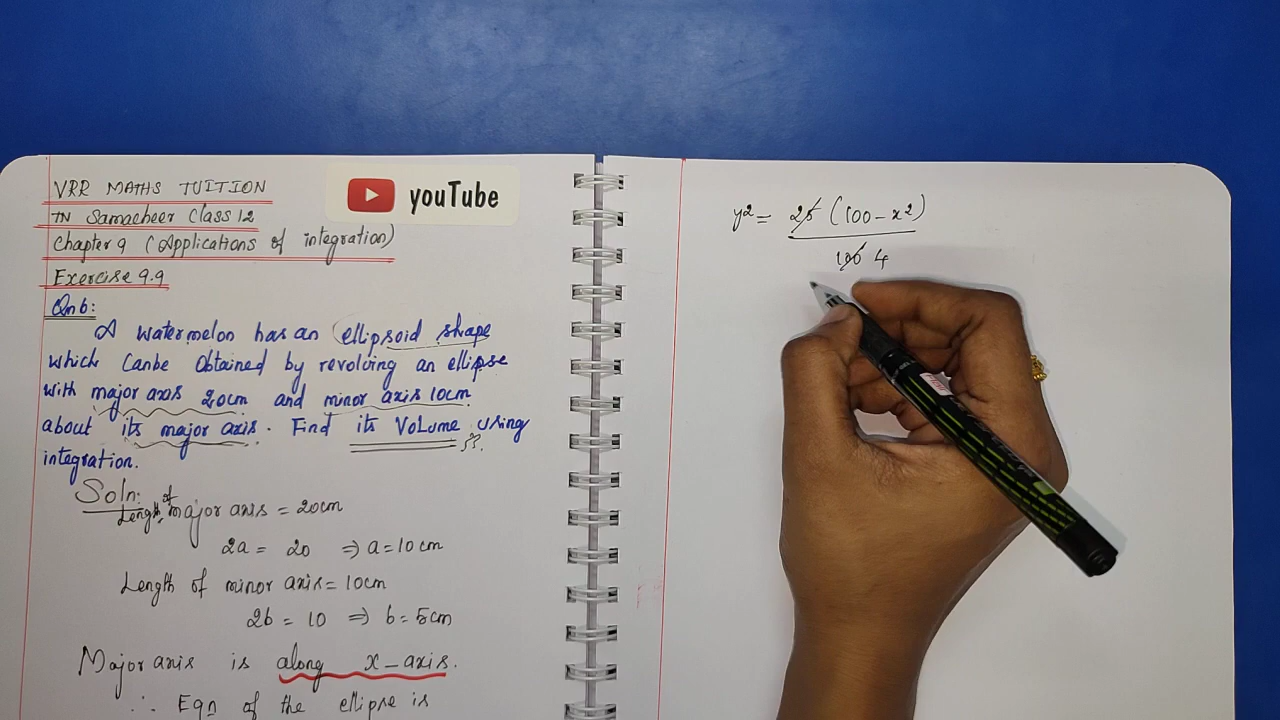 VRR MATHS TUITION
TN Samacheer Class 12
Chapter 9 (Applications of integration)
Exercise 9.9
Qn 6:
A watermelon has an ellipsoid shape
which canbe obtained by revolving an ellipse
with major axis 20cm and minor axis 10cm
about its major axis. Find its Volume using
integration.
Soln:
Length of major axis = 20cm
2a = 20 ⇒ a = 10 cm
Length of minor axis = 10cm
2b = 10 ⇒ b = 5cm
Major axis is along x-axis.
∴ Eqn of the ellipse is
youTube
y² = 25 (100 - x²)
100 4